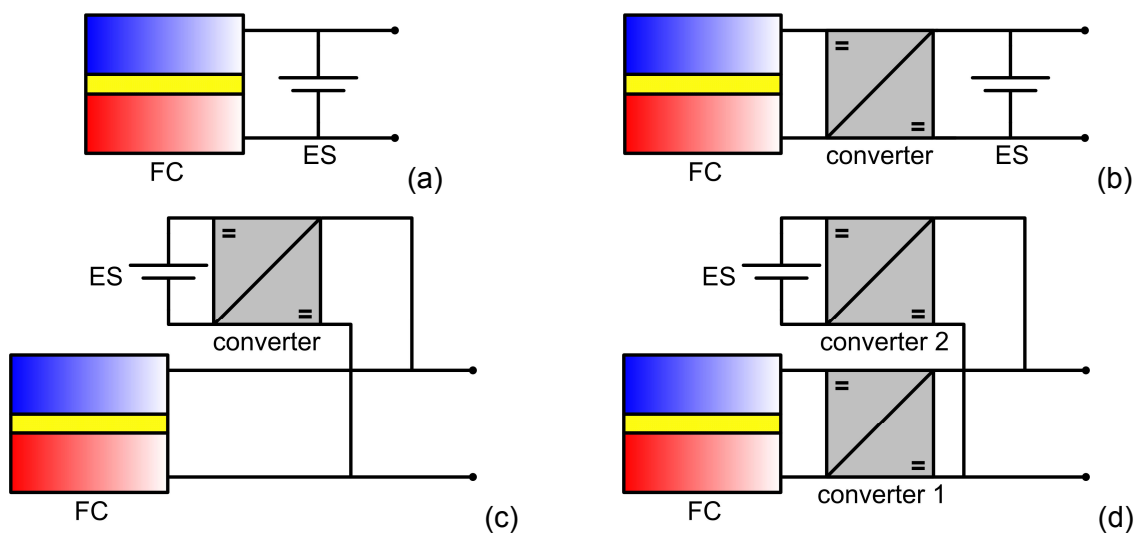 FC
ES
(a)
FC
converter
ES
(b)
ES
=
=
converter
FC
(c)
=
=
ES
=
=
converter 2
=
=
converter 1
FC
(d)